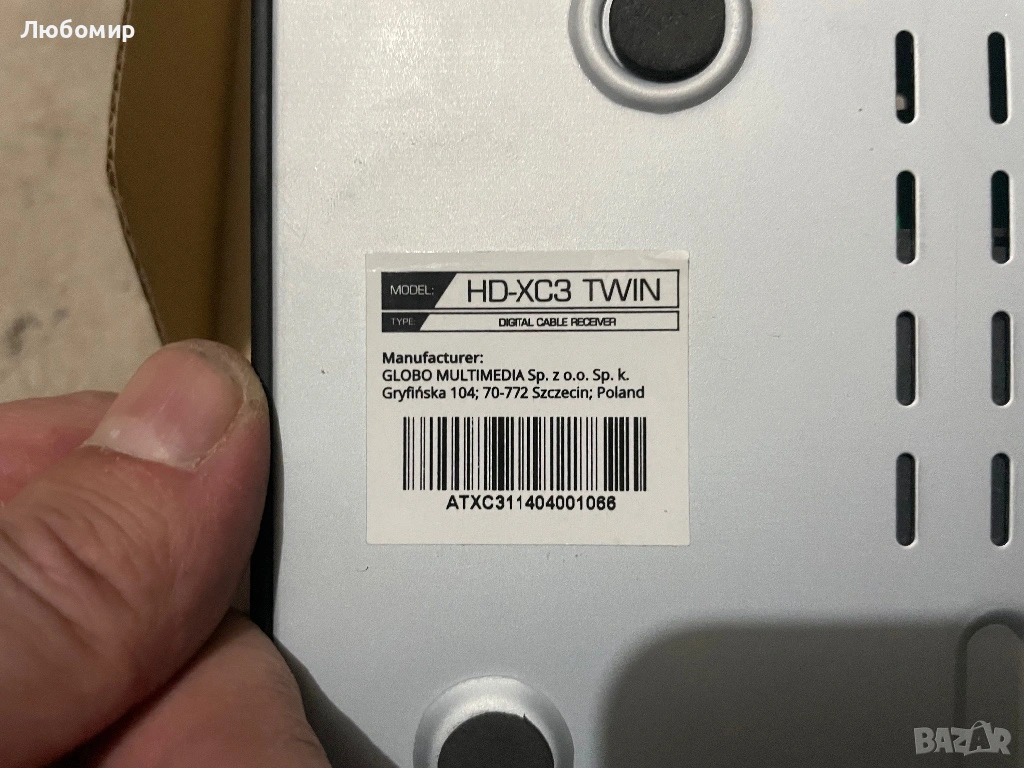 Любомир
MODEL: HD-XC3 TWIN
TYPE: DIGITAL CABLE RECEIVER
Manufacturer:
GLOBO MULTIMEDIA Sp. z o.o. Sp. k.
Gryfińska 104; 70-772 Szczecin; Poland
ATXC311404001066
BAZAR